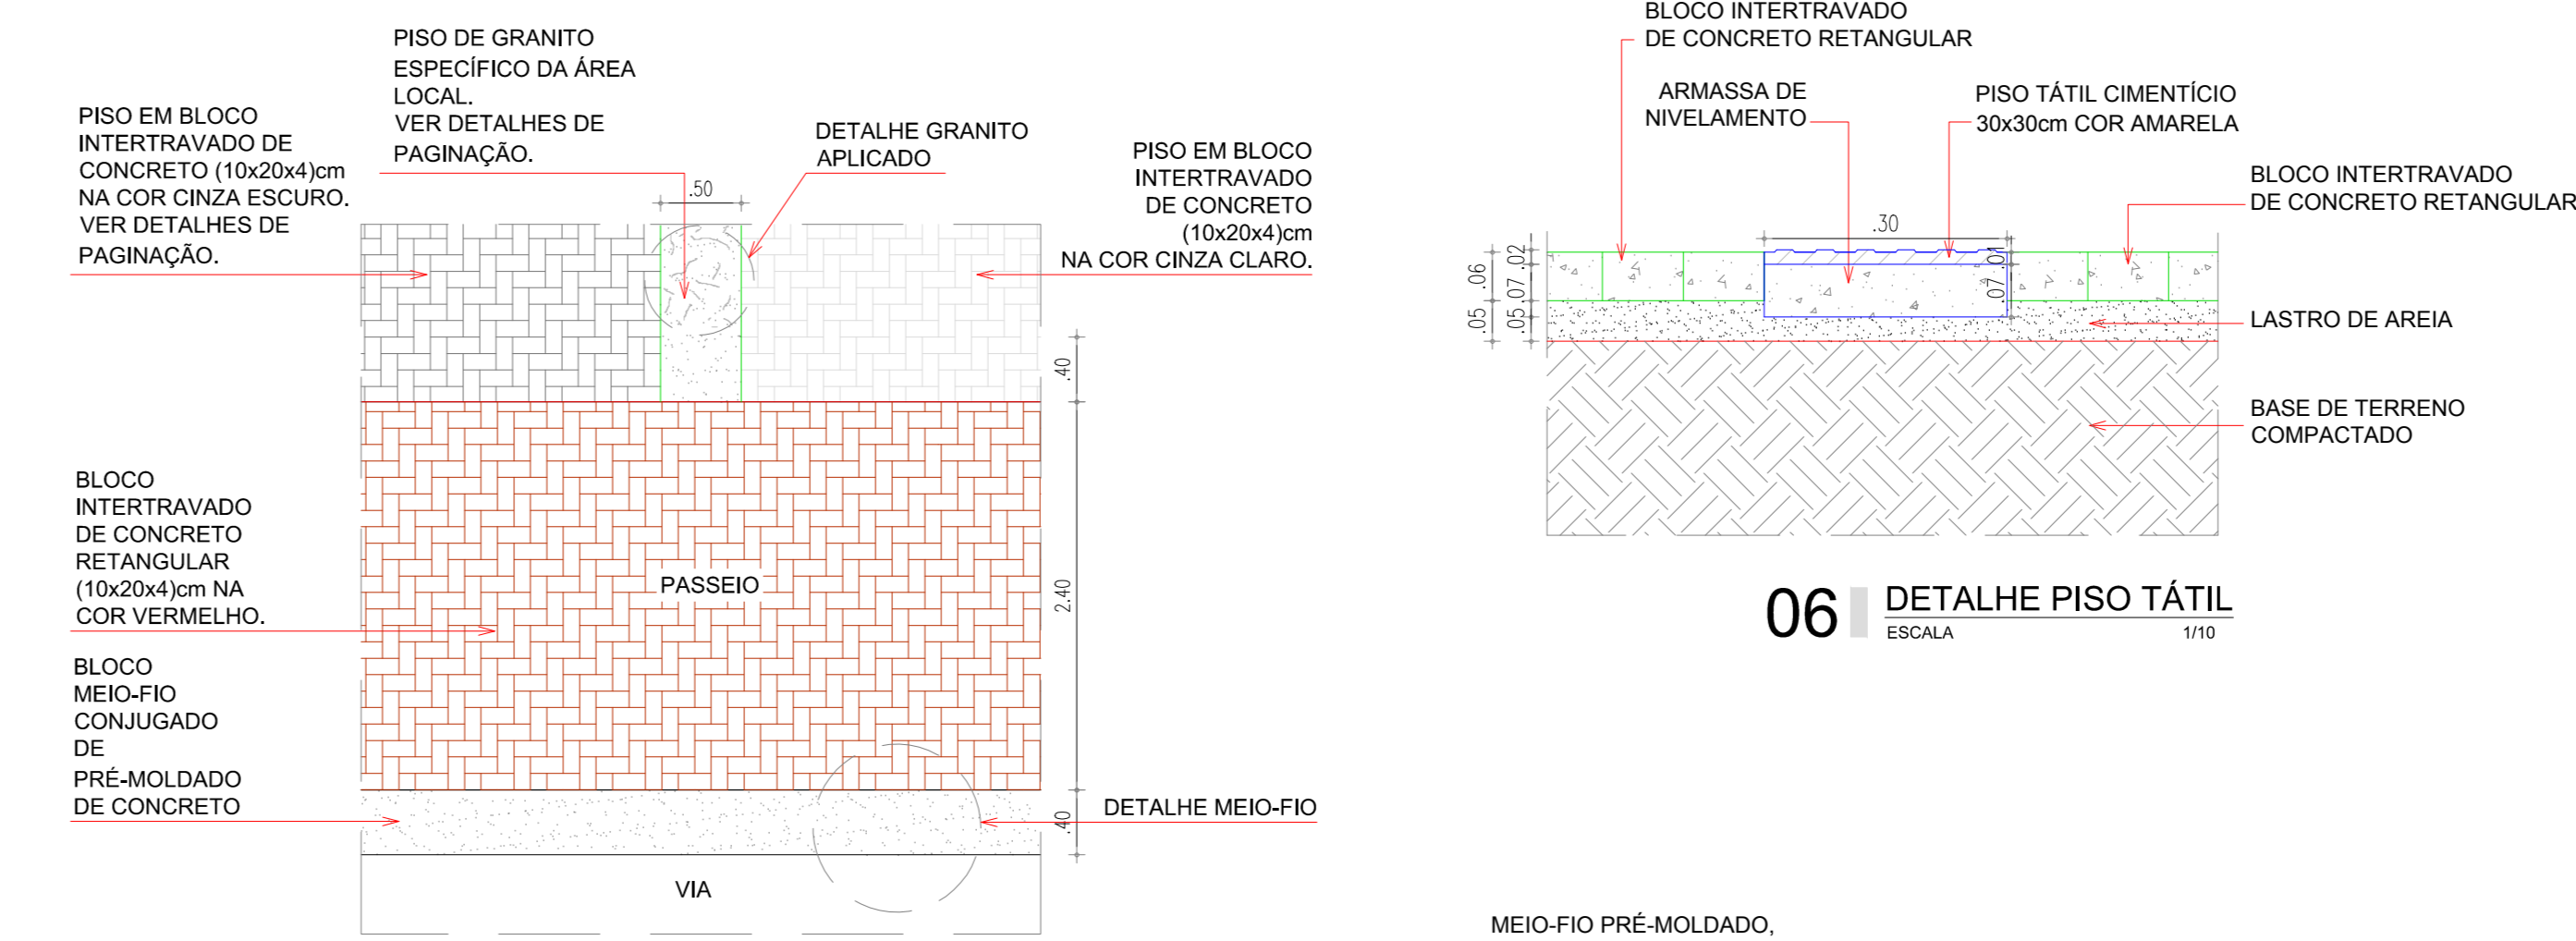 PISO DE GRANITO
ESPECÍFICO DA ÁREA
LOCAL.
VER DETALHES DE
PAGINAÇÃO.
PISO EM BLOCO
INTERTRAVADO DE
CONCRETO (10x20x4)cm
NA COR CINZA ESCURO.
VER DETALHES DE
PAGINAÇÃO.
DETALHE GRANITO
APLICADO
PISO EM BLOCO
INTERTRAVADO
DE CONCRETO
(10x20x4)cm
NA COR CINZA CLARO.
.50
.40
2.40
.40
BLOCO
INTERTRAVADO
DE CONCRETO
RETANGULAR
(10x20x4)cm NA
COR VERMELHO.
PASSEIO
BLOCO
MEIO-FIO
CONJUGADO
DE
PRÉ-MOLDADO
DE CONCRETO
DETALHE MEIO-FIO
VIA
BLOCO INTERTRAVADO
DE CONCRETO RETANGULAR
ARMASSA DE
NIVELAMENTO
PISO TÁTIL CIMENTÍCIO
30x30cm COR AMARELA
BLOCO INTERTRAVADO
DE CONCRETO RETANGULAR
.30
.06
.05
.02
.07
.05
.01
.07
LASTRO DE AREIA
BASE DE TERRENO
COMPACTADO
06 DETALHE PISO TÁTIL
ESCALA 1/10
MEIO-FIO PRÉ-MOLDADO,